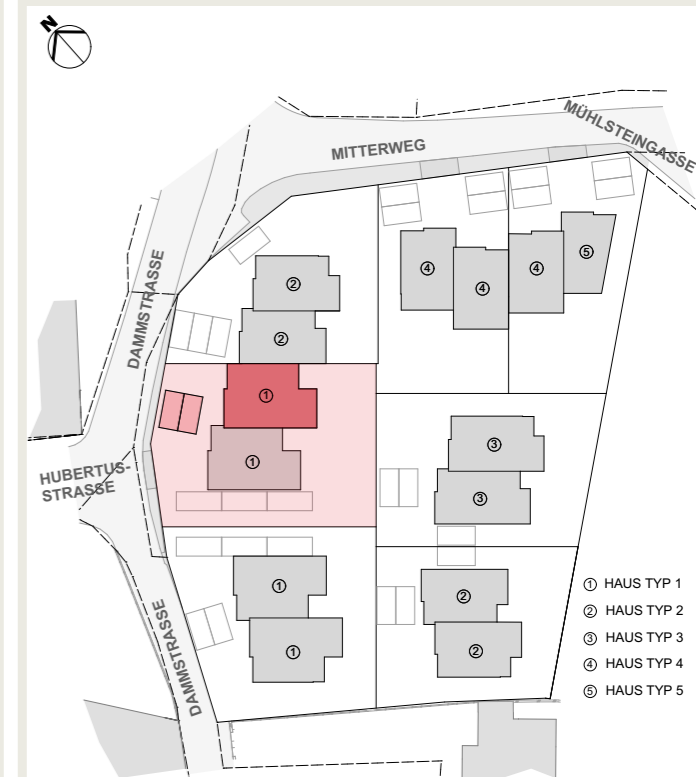 N
MÜHLSTEINGASSE
MITTERWEG
DAMMSTRASSE
HUBERTUS-
STRASSE
DAMMSTRASSE
2
2
4
4
4
5
1
1
3
3
1
1
2
2
1 HAUS TYP 1
2 HAUS TYP 2
3 HAUS TYP 3
4 HAUS TYP 4
5 HAUS TYP 5